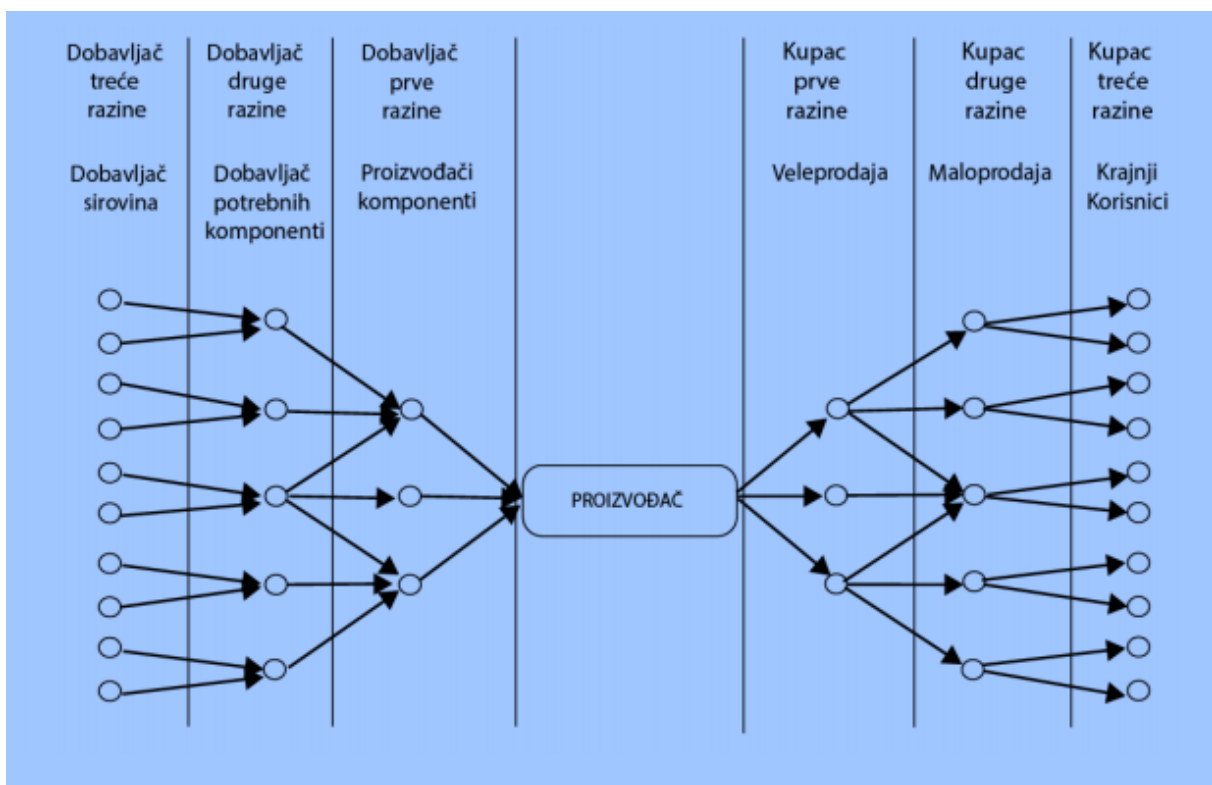 Dobavljač
treće
razine
Dobavljač
sirovina
Dobavljač
druge
razine
Dobavljač
potrebnih
komponenti
Dobavljač
prve
razine
Proizvođači
komponenti
PROIZVOĐAČ
Kupac
prve
razine
Veleprodaja
Kupac
druge
razine
Maloprodaja
Kupac
treće
razine
Krajnji
Korisnici